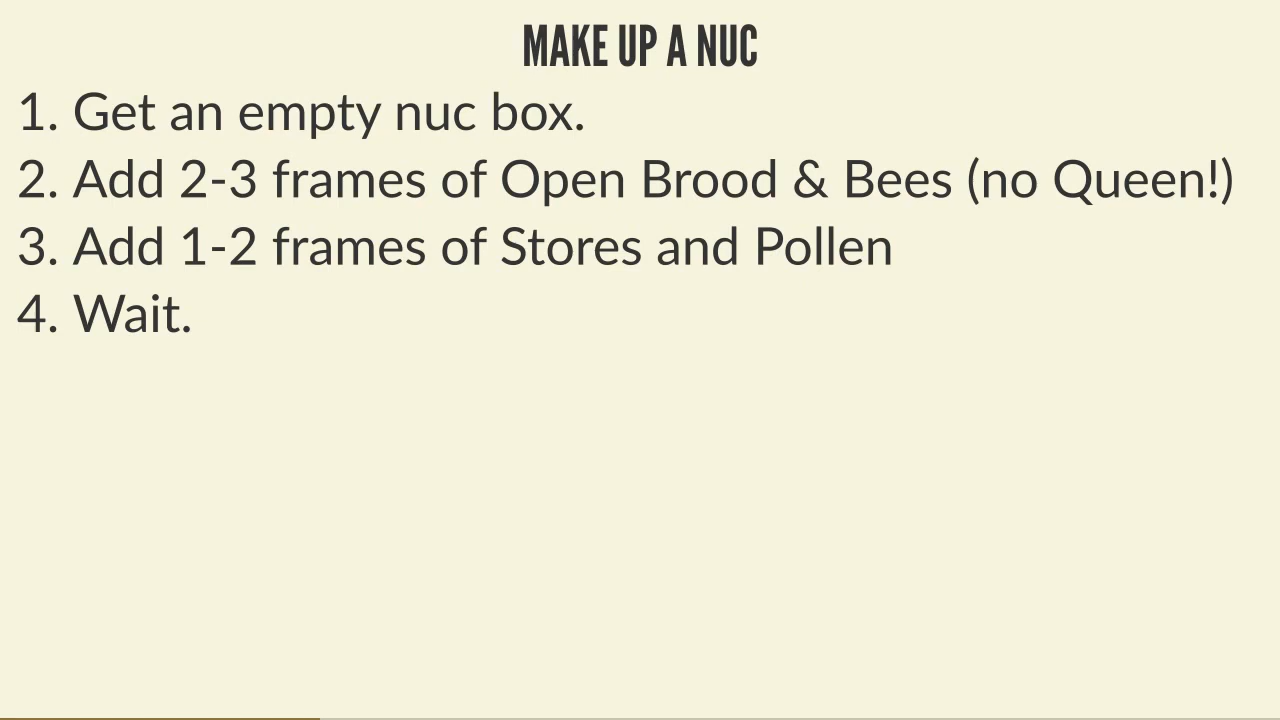 MAKE UP A NUC
1. Get an empty nuc box.
2. Add 2-3 frames of Open Brood & Bees (no Queen!)
3. Add 1-2 frames of Stores and Pollen
4. Wait.